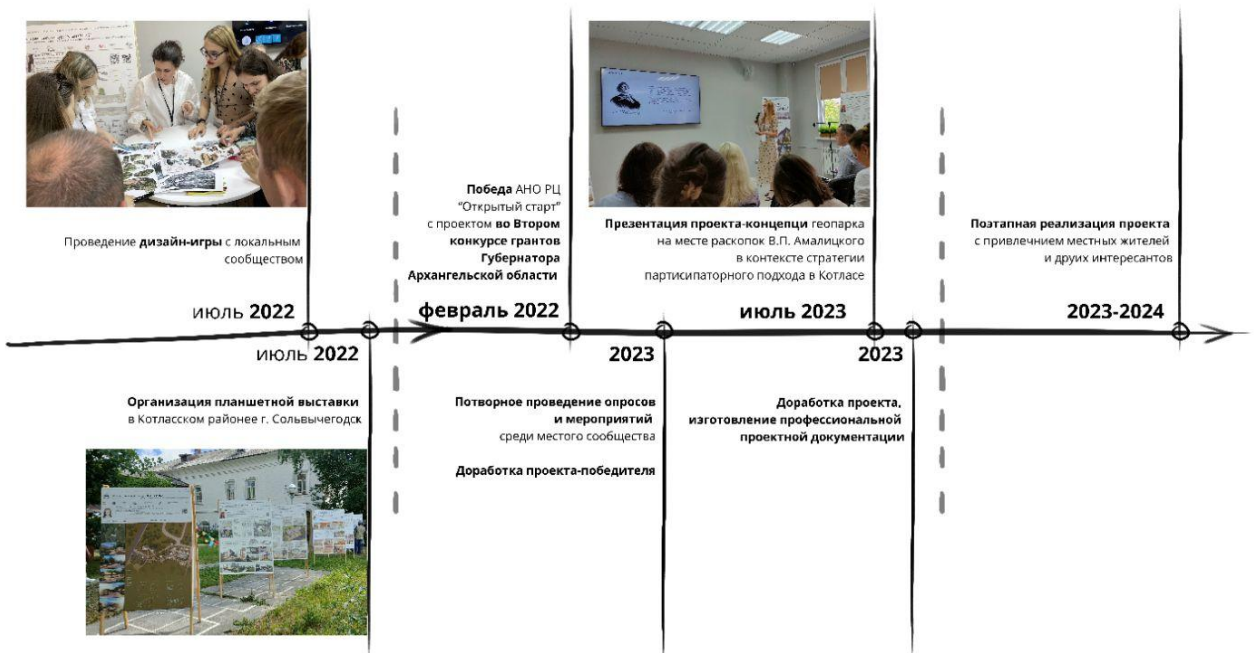 Проведение дизайн-игры с локальным
сообществом
июль 2022
июль 2022
Организация планшетной выставки
в Котласском районее г. Сольвычегодск
Победа АНО РЦ
“Открытый старт”
с проектом во Втором
конкурсе грантов
Губернатора
Архангельской области
февраль 2022
2023
Потворное проведение опросов
и мероприятий
среди местного сообщества
Доработка проекта-победителя
Презентация проекта-концепци геопарка
на месте раскопок В.П. Амалицкого
в контексте стратегии
партисипаторного подхода в Котласе
июль 2023
2023
Доработка проекта,
изготовление профессиональной
проектной документации
Поэтапная реализация проекта
с привлечнием местных жителей
и друих интересантов
2023-2024